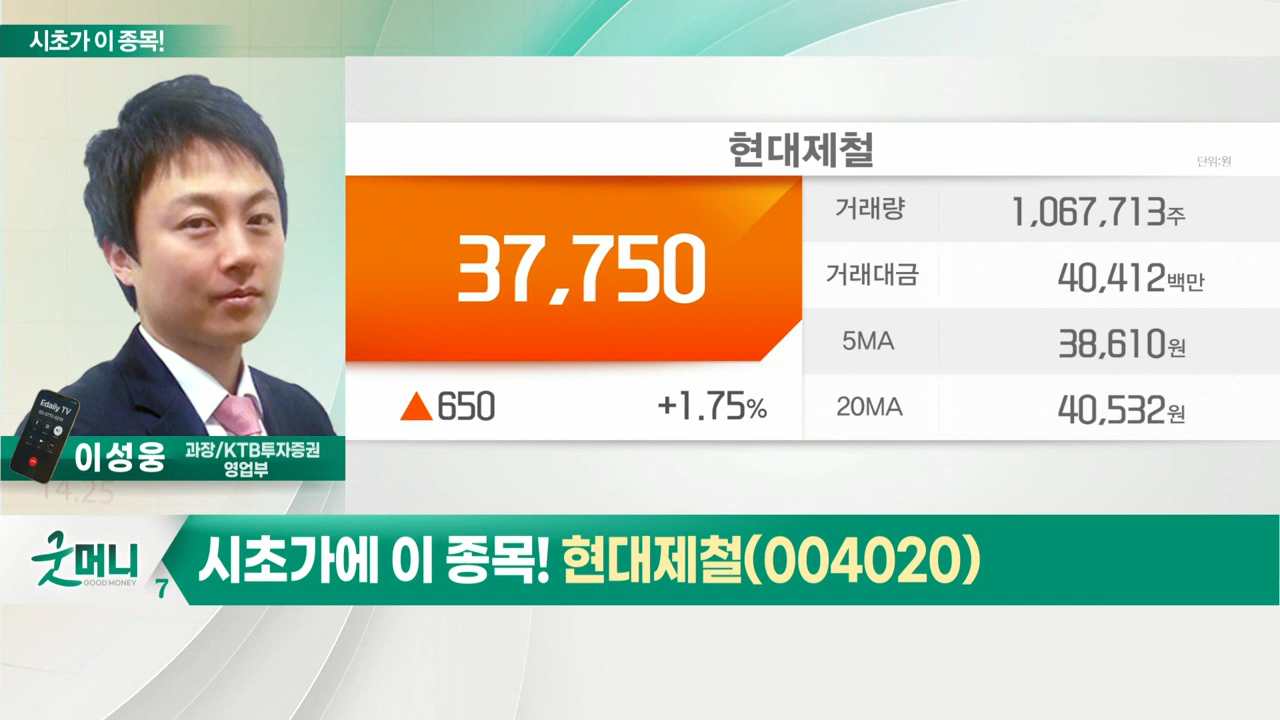 시초가 이 종목!
현대제철
단위:원
37,750
▲650 +1.75%
거래량 1,067,713주
거래대금 40,412백만
5MA 38,610원
20MA 40,532원
Edaily TV
이성웅
과장/KTB투자증권
영업부
14.25
굿머니
GOOD MONEY
7
시초가에 이 종목! 현대제철(004020)